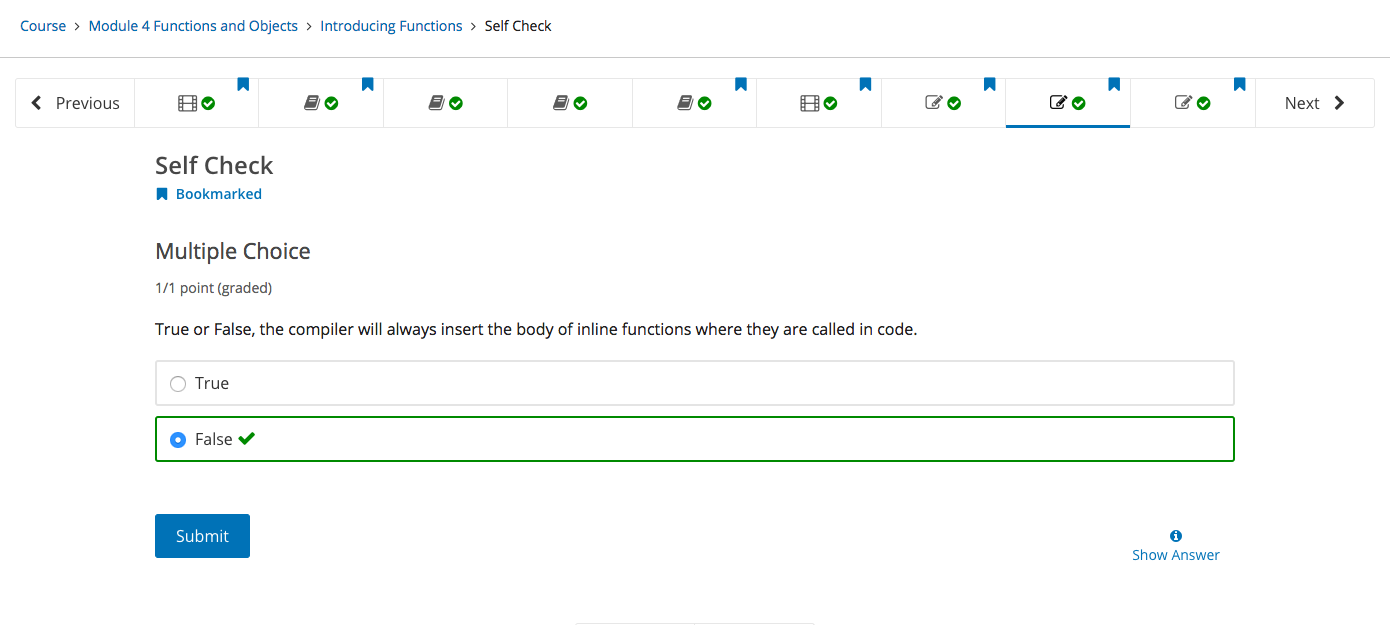 Course > Module 4 Functions and Objects > Introducing Functions > Self Check
Previous
Next
Self Check
Bookmarked
Multiple Choice
1/1 point (graded)
True or False, the compiler will always insert the body of inline functions where they are called in code.
True
False
Submit
Show Answer